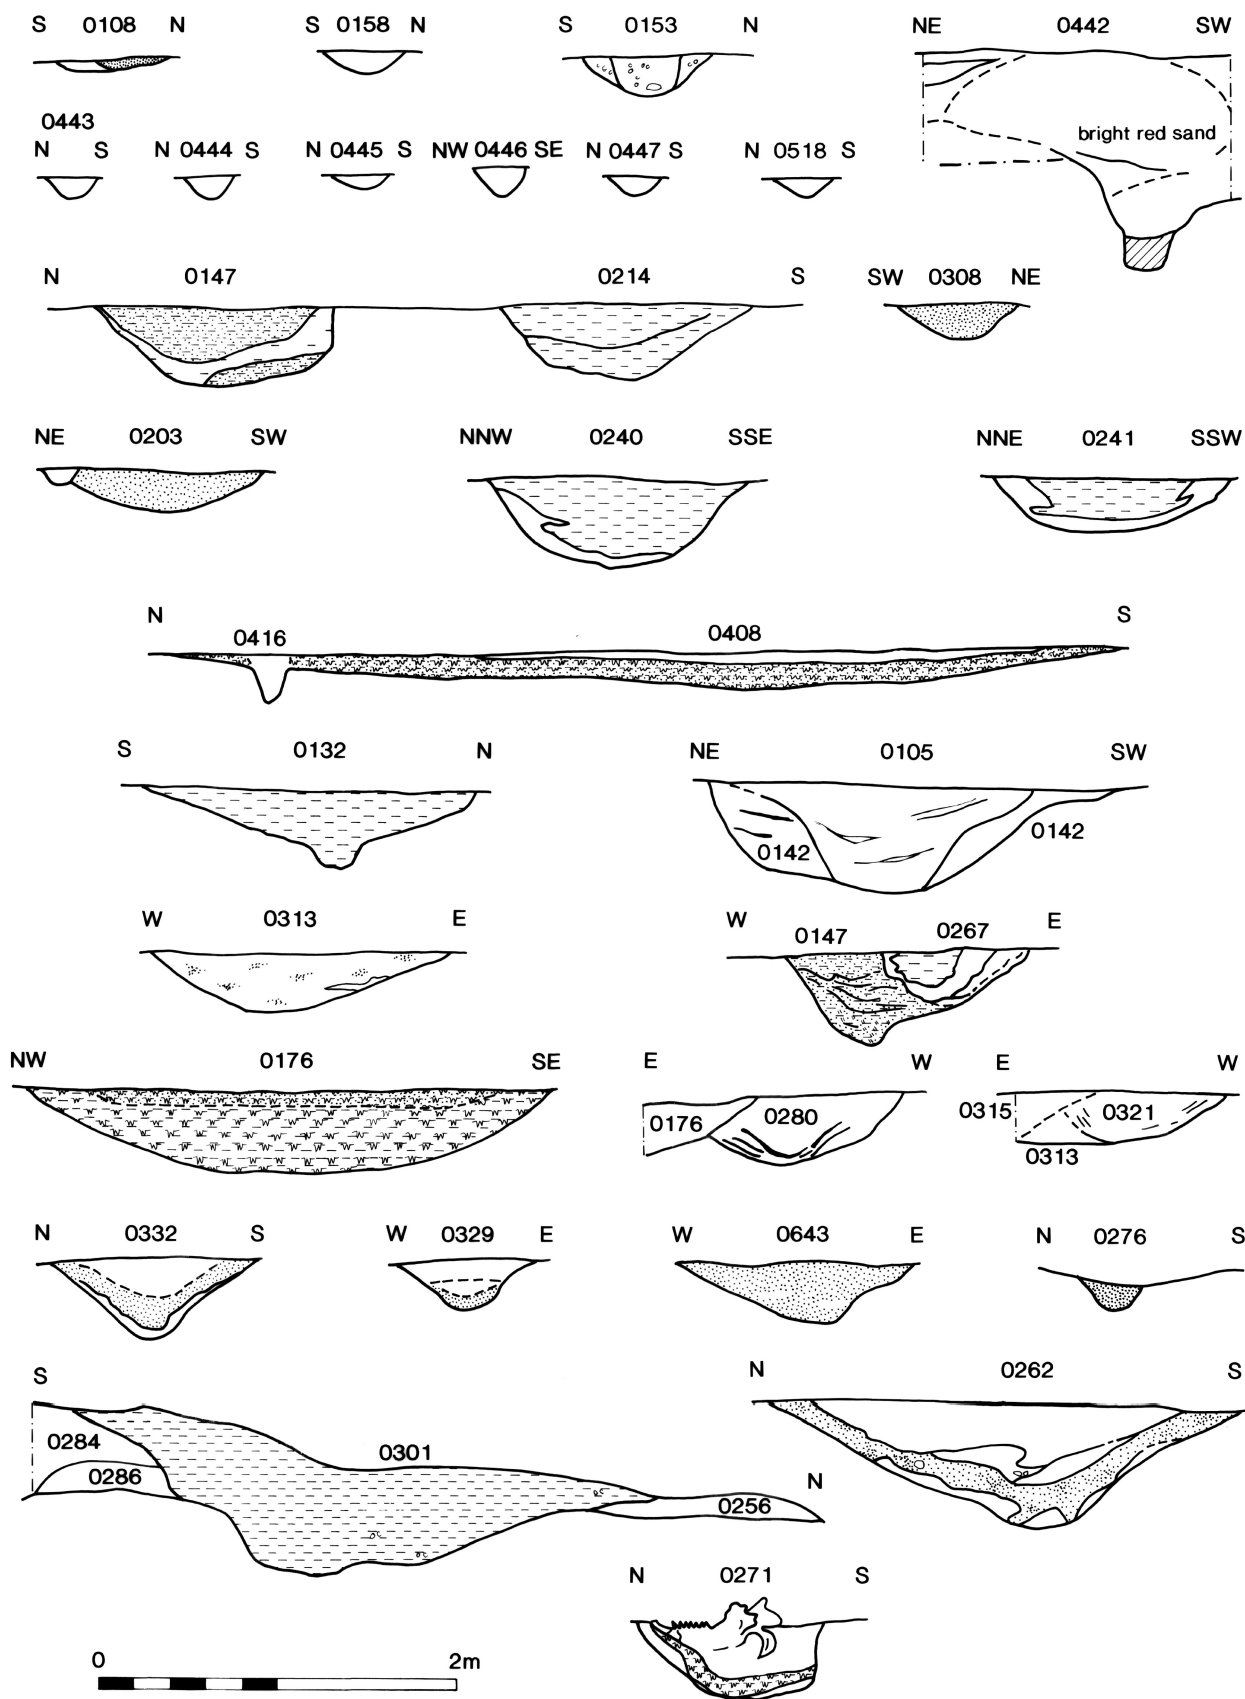 S 0108 N S 0158 N S 0153 N NE 0442 SW
0443
bright red sand
N S N 0444 S N 0445 S NW 0446 SE N 0447 S N 0518 S
N 0147 0214 S SW 0308 NE
NE 0203 SW NNW 0240 SSE NNE 0241 SSW
N S
0416 0408
S 0132 N NE 0105 SW
0142
0142
W 0313 E W 0147 0267 E
NW 0176 SE E W E W
0176 0280 0315 0321
0313
N 0332 S W 0329 E W 0643 E N 0276 S
S N 0262 S
0284 0301
0286 N
0256
N 0271 S
0 2m